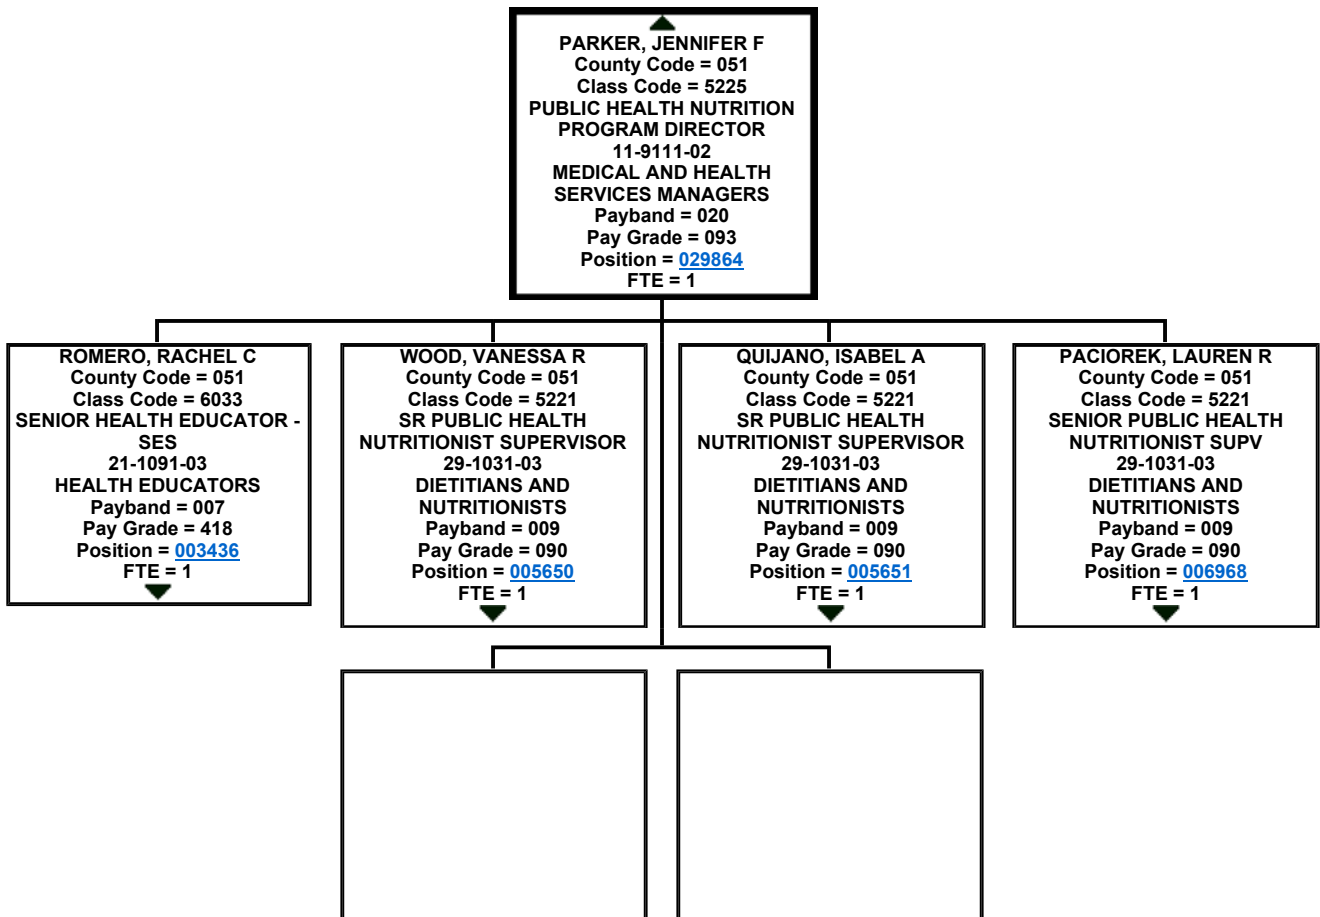 PARKER, JENNIFER F
County Code = 051
Class Code = 5225
PUBLIC HEALTH NUTRITION
PROGRAM DIRECTOR
11-9111-02
MEDICAL AND HEALTH
SERVICES MANAGERS
Payband = 020
Pay Grade = 093
Position = 029864
FTE = 1
ROMERO, RACHEL C
County Code = 051
Class Code = 6033
SENIOR HEALTH EDUCATOR -
SES
21-1091-03
HEALTH EDUCATORS
Payband = 007
Pay Grade = 418
Position = 003436
FTE = 1
WOOD, VANESSA R
County Code = 051
Class Code = 5221
SR PUBLIC HEALTH
NUTRITIONIST SUPERVISOR
29-1031-03
DIETITIANS AND
NUTRITIONISTS
Payband = 009
Pay Grade = 090
Position = 005650
FTE = 1
QUIJANO, ISABEL A
County Code = 051
Class Code = 5221
SR PUBLIC HEALTH
NUTRITIONIST SUPERVISOR
29-1031-03
DIETITIANS AND
NUTRITIONISTS
Payband = 009
Pay Grade = 090
Position = 005651
FTE = 1
PACIOREK, LAUREN R
County Code = 051
Class Code = 5221
SENIOR PUBLIC HEALTH
NUTRITIONIST SUPV
29-1031-03
DIETITIANS AND
NUTRITIONISTS
Payband = 009
Pay Grade = 090
Position = 006968
FTE = 1